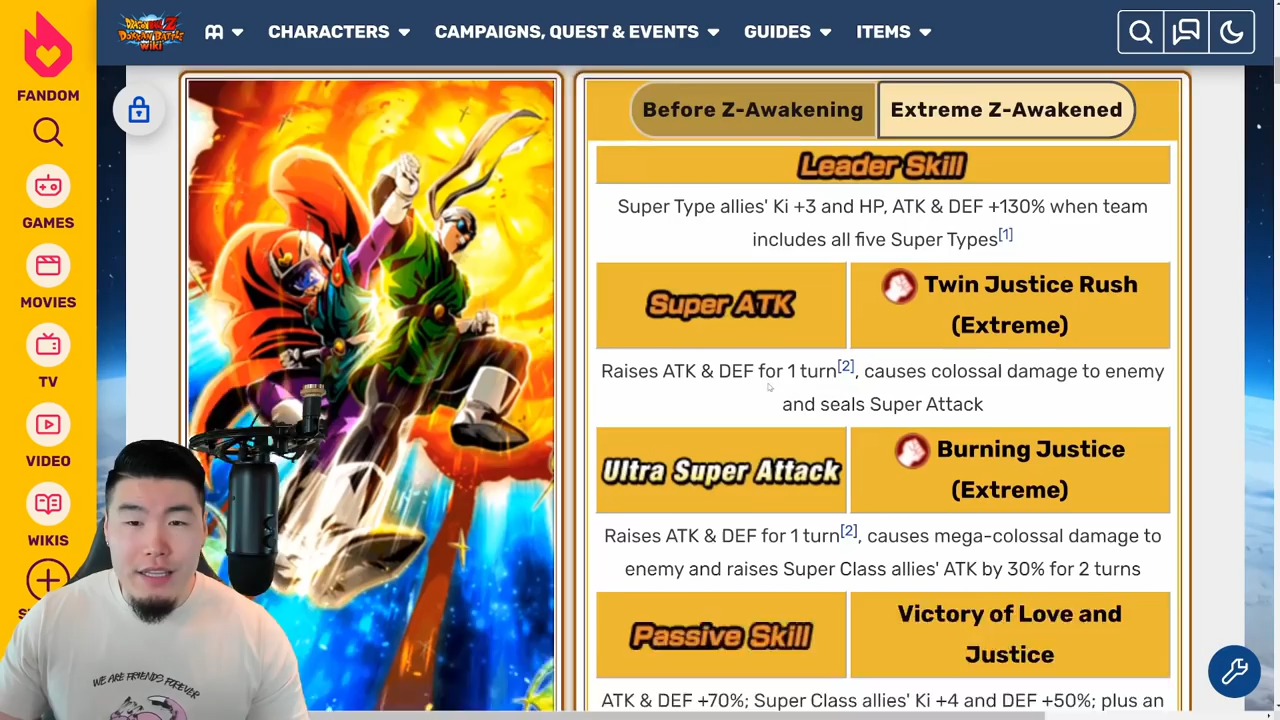 DRAGON BALL Z
DOKKAN BATTLE
WIKI
CHARACTERS
CAMPAIGNS, QUEST & EVENTS
GUIDES
ITEMS
FANDOM
GAMES
MOVIES
TV
VIDEO
WIKIS
Before Z-Awakening
Extreme Z-Awakened
Leader Skill
Super Type allies' Ki +3 and HP, ATK & DEF +130% when team
includes all five Super Types[1]
Super ATK
Twin Justice Rush
(Extreme)
Raises ATK & DEF for 1 turn[2], causes colossal damage to enemy
and seals Super Attack
Ultra Super Attack
Burning Justice
(Extreme)
Raises ATK & DEF for 1 turn[2], causes mega-colossal damage to
enemy and raises Super Class allies' ATK by 30% for 2 turns
Passive Skill
Victory of Love and
Justice
ATK & DEF +70%; Super Class allies' Ki +4 and DEF +50%; plus an
WE ARE FRIENDS FOREVER